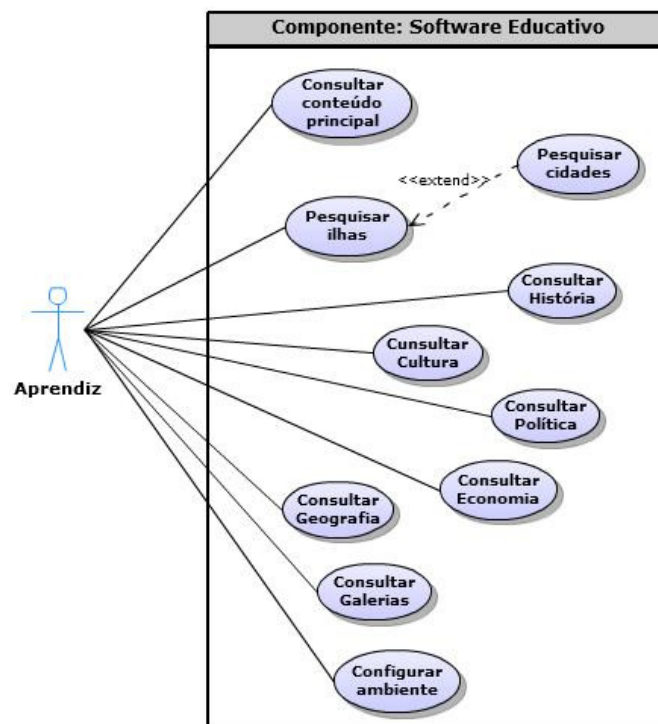 Componente: Software Educativo
Consultar
conteúdo
principal
Pesquisar
cidades
<<extend>>
Pesquisar
ilhas
Consultar
História
Cunsultar
Cultura
Aprendiz
Consultar
Política
Consultar
Economia
Consultar
Geografia
Consultar
Galerias
Configurar
ambiente